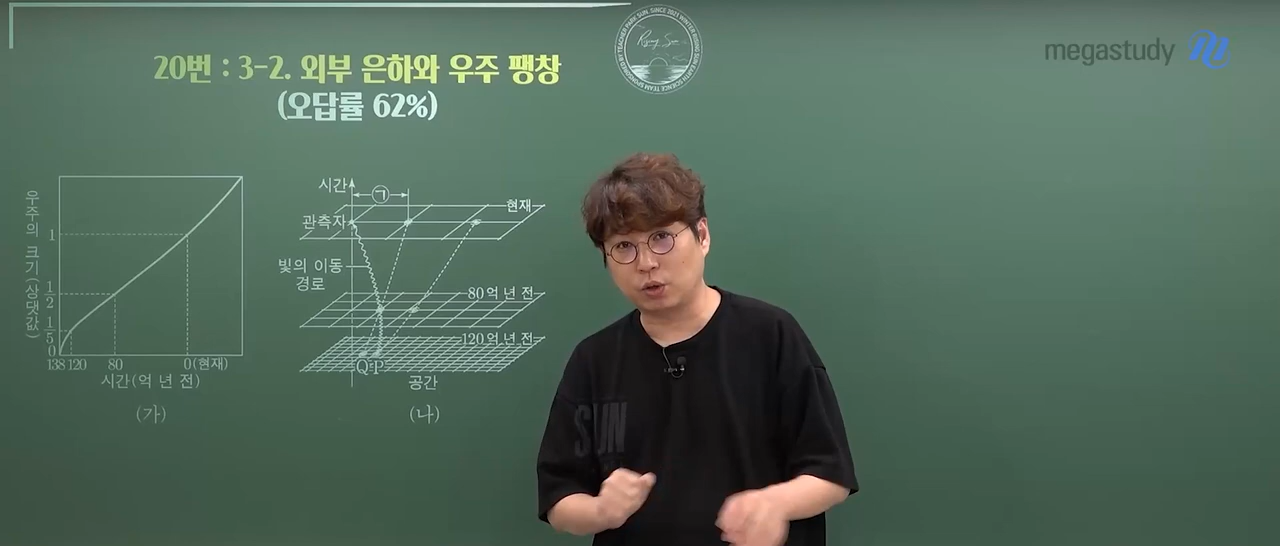 20번 : 3-2. 외부 은하와 우주 팽창
(오답률 62%)
Rising Sun
megastudy
우주의 크기(상댓값)
1
1/2
1/5
0
138 120 80 0(현재)
시간(억 년 전)
(가)
시간
㉠
현재
관측자
빛의 이동
경로
80억 년 전
120억 년 전
Q P
공간
(나)
SUN